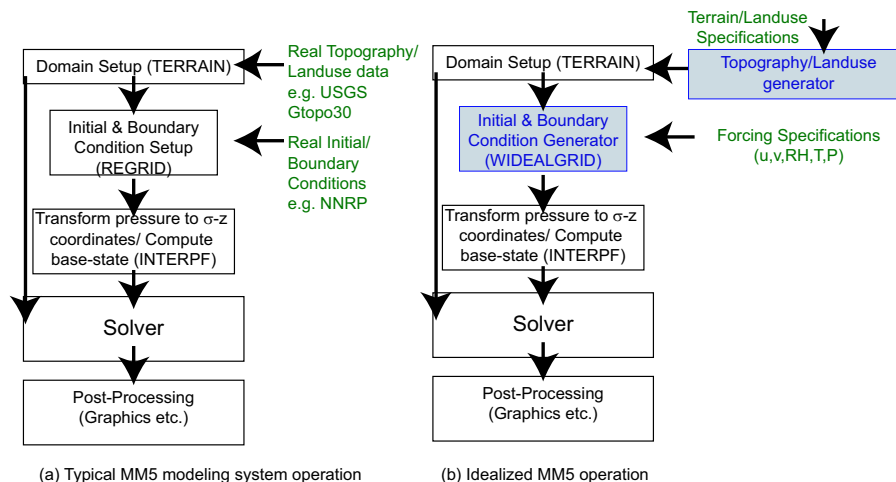 Domain Setup (TERRAIN)
Real Topography/
Landuse data
e.g. USGS
Gtopo30
Initial & Boundary
Condition Setup
(REGRID)
Real Initial/
Boundary
Conditions
e.g. NNRP
Transform pressure to σ-z
coordinates/ Compute
base-state (INTERPF)
Solver
Post-Processing
(Graphics etc.)
(a) Typical MM5 modeling system operation
Terrain/Landuse
Specifications
Domain Setup (TERRAIN)
Topography/Landuse
generator
Initial & Boundary
Condition Generator
(WIDEALGRID)
Forcing Specifications
(u,v,RH,T,P)
Transform pressure to σ-z
coordinates/ Compute
base-state (INTERPF)
Solver
Post-Processing
(Graphics etc.)
(b) Idealized MM5 operation